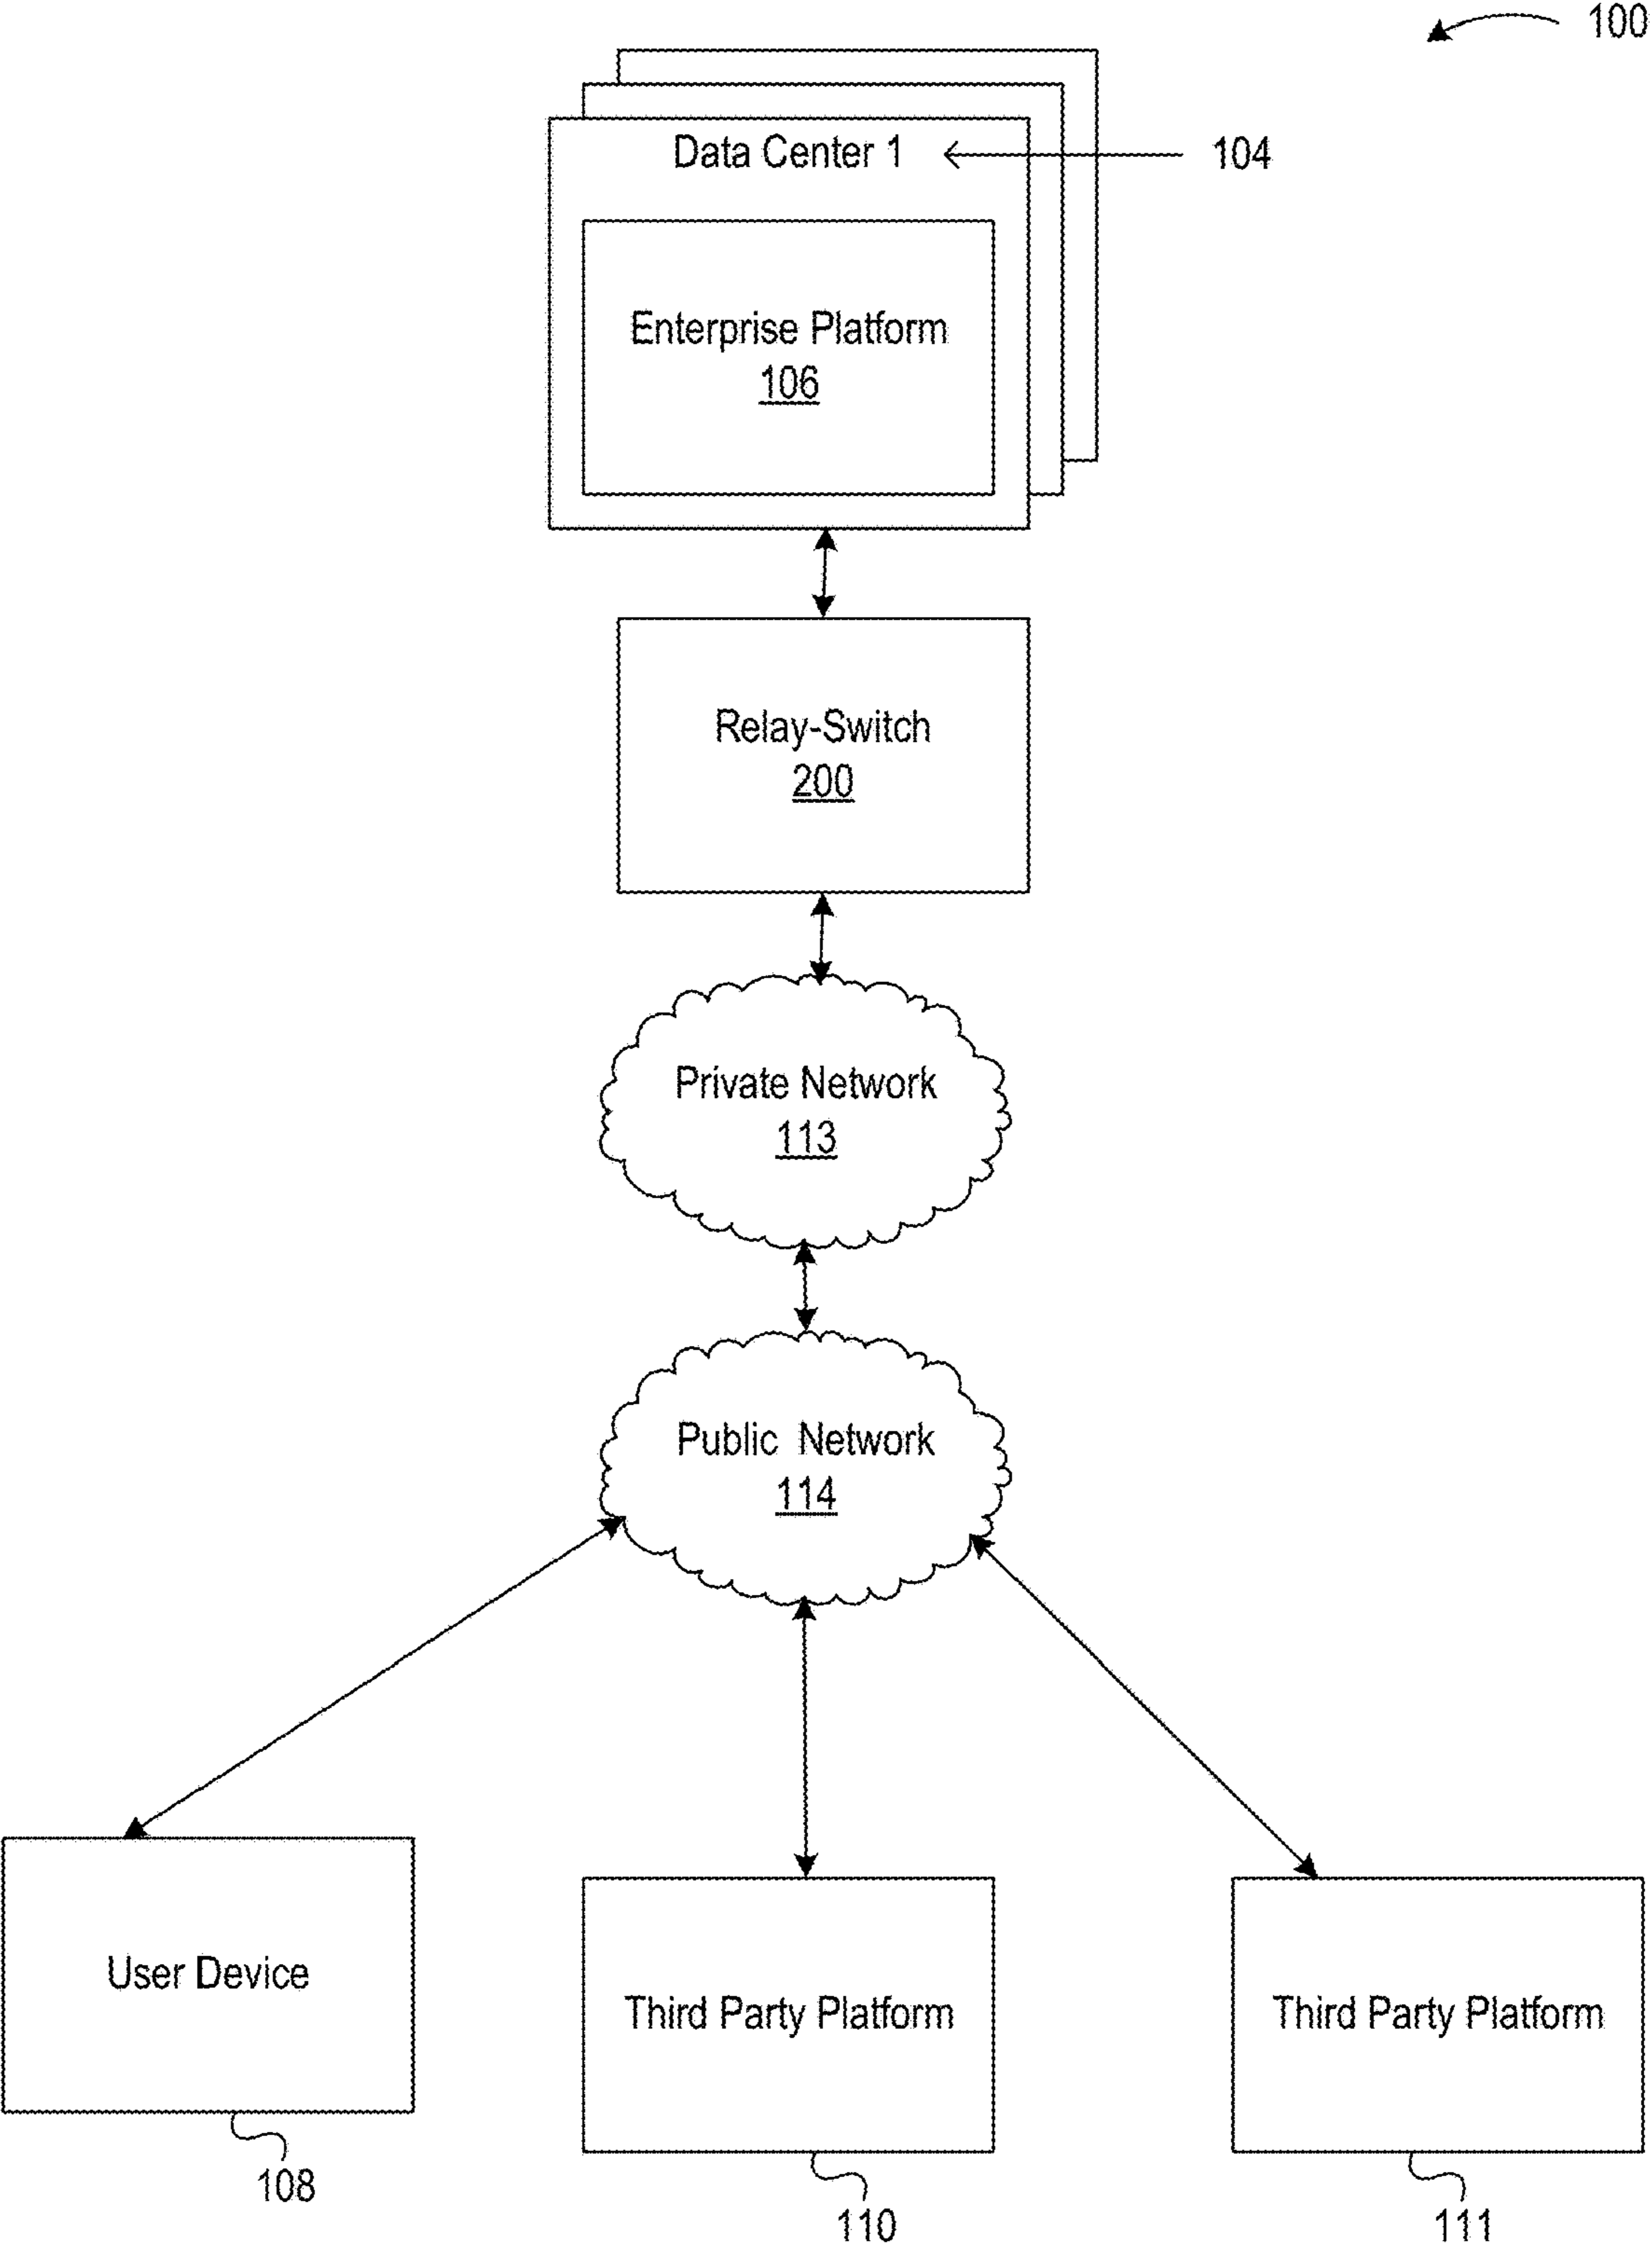 100
Data Center 1
104
Enterprise Platform
106
Relay-Switch
200
Private Network
113
Public Network
114
User Device
Third Party Platform
Third Party Platform
108
110
111